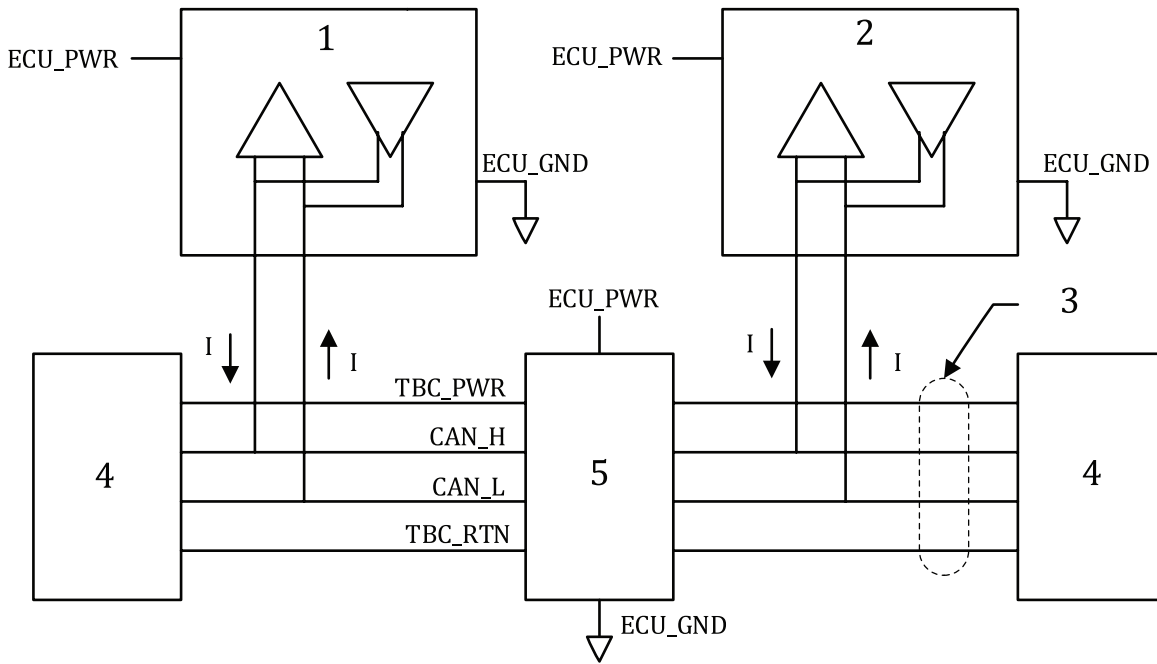 1
2
ECU_PWR
ECU_PWR
ECU_GND
ECU_GND
ECU_PWR
3
I
I
I
I
TBC_PWR
CAN_H
4
5
4
CAN_L
TBC_RTN
ECU_GND